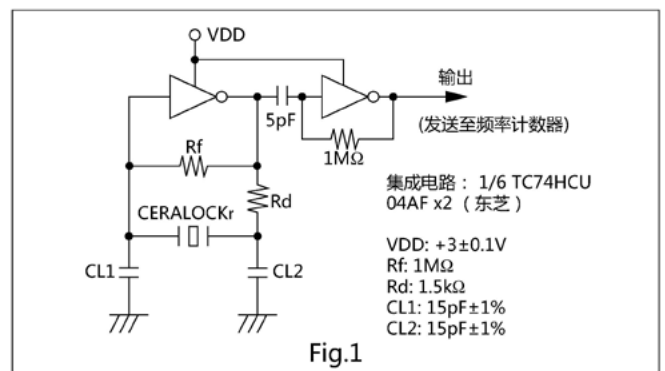 VDD
输出
5pF
(发送至频率计数器)
Rf
1MΩ
集成电路： 1/6 TC74HCU
04AF x2 （东芝）
Rd
CERALOCKr
VDD: +3±0.1V
Rf: 1MΩ
CL1
CL2
Rd: 1.5kΩ
CL1: 15pF±1%
CL2: 15pF±1%
Fig.1